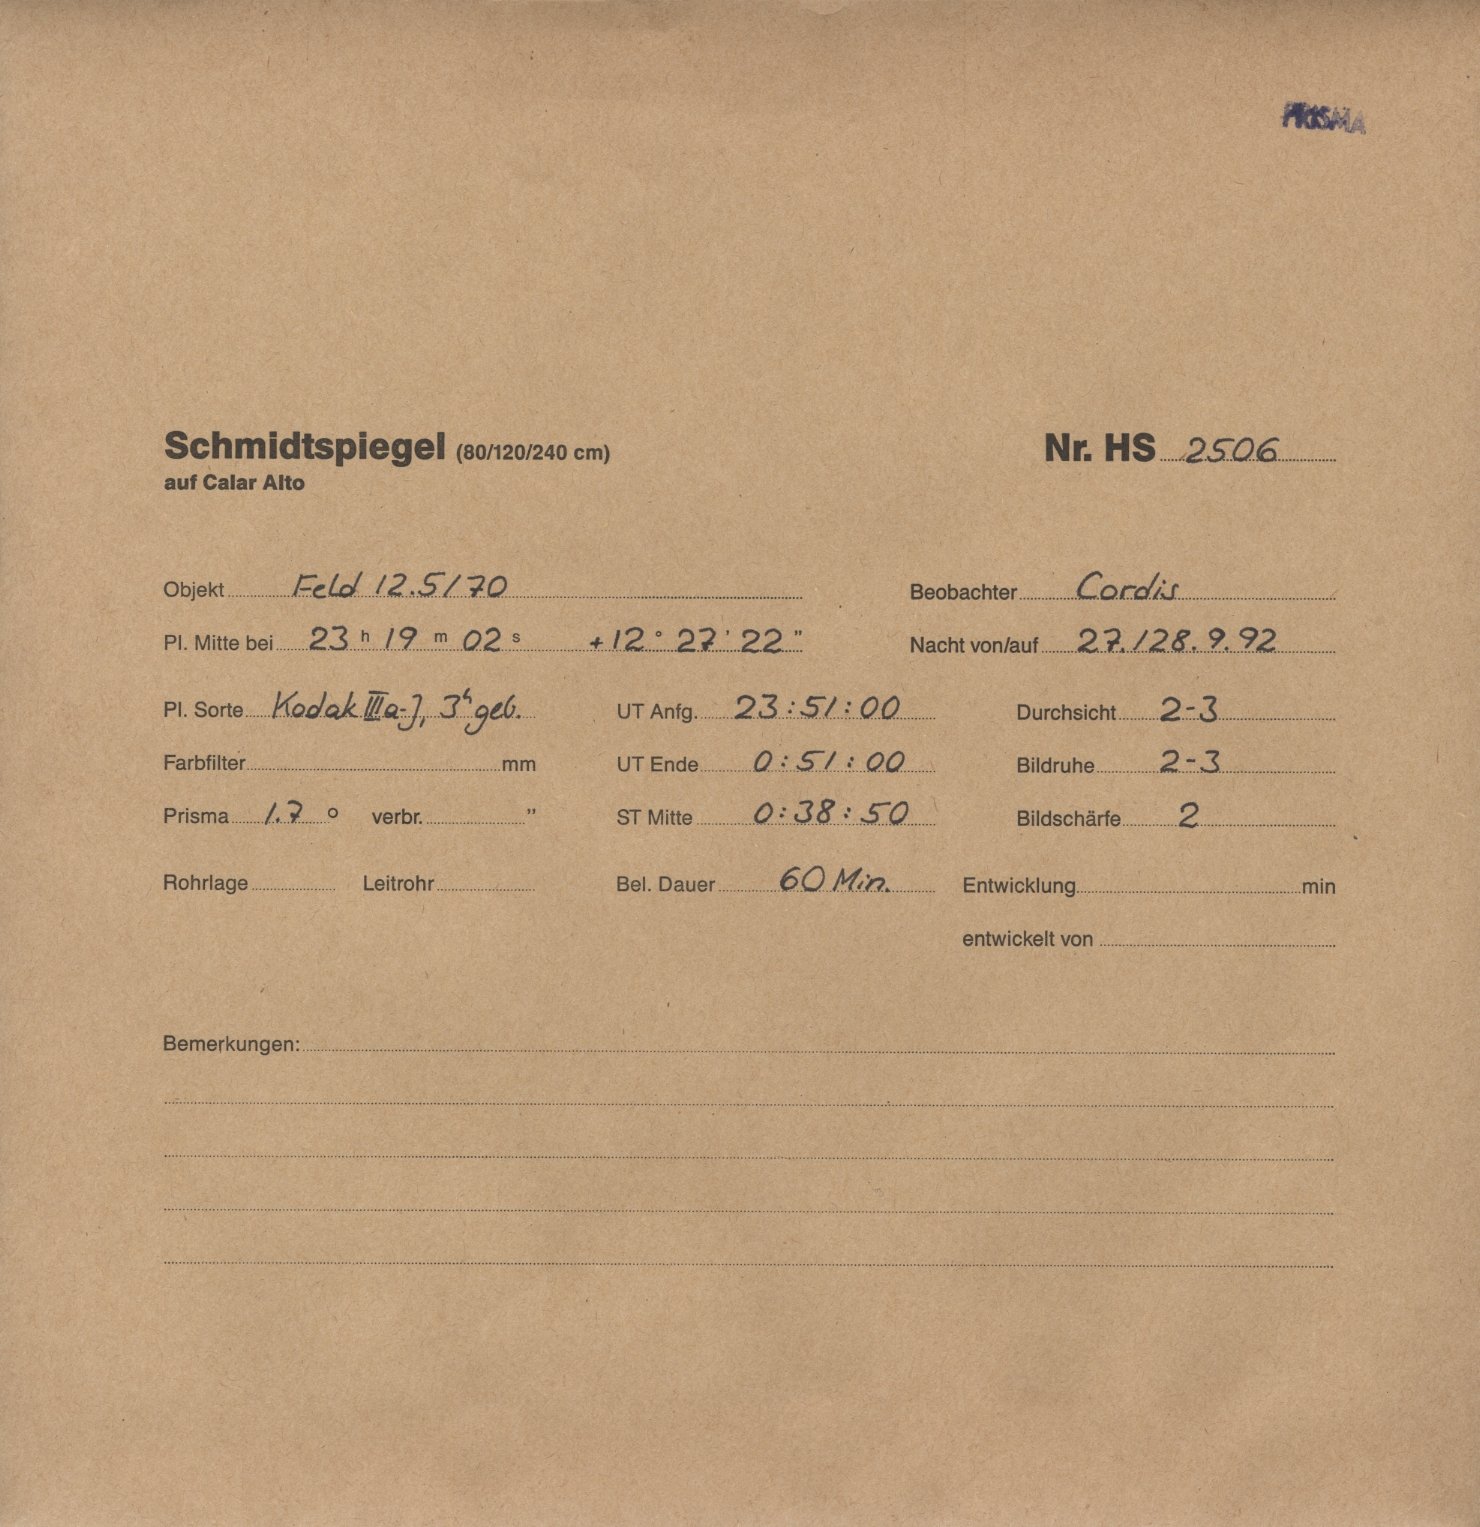 PRISMA
Schmidtspiegel (80/120/240 cm) Nr. HS 2506
auf Calar Alto
Objekt Feld 12.5/70 Beobachter Cordis
Pl. Mitte bei 23 h 19 m 02 s +12 ° 27 ' 22 " Nacht von/auf 27./28.9.92
Pl. Sorte Kodak IIIa-J, 3h geb. UT Anfg. 23:51:00 Durchsicht 2-3
Farbfilter mm UT Ende 0:51:00 Bildruhe 2-3
Prisma 1.7 ° verbr. " ST Mitte 0:38:50 Bildschärfe 2
Rohrlage Leitrohr Bel. Dauer 60 Min. Entwicklung min
entwickelt von
Bemerkungen: